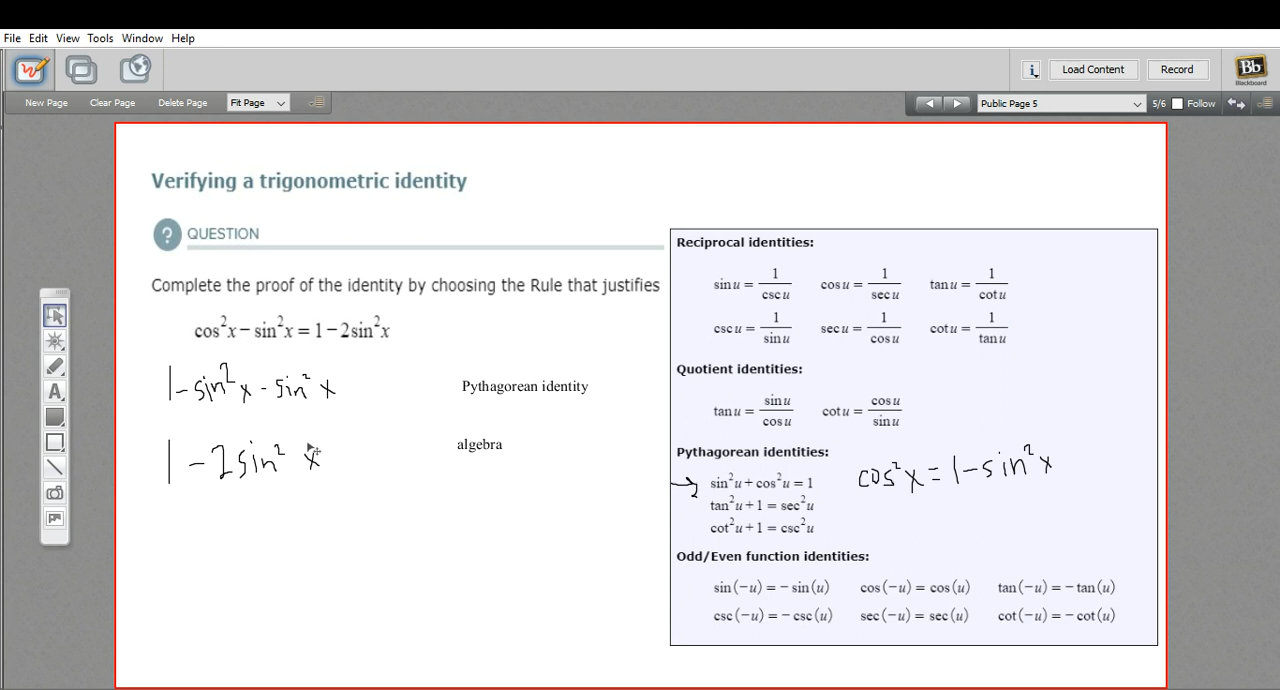 File Edit View Tools Window Help
i Load Content Record Bb
Blackboard
New Page Clear Page Delete Page Fit Page Public Page 5 5/6 Follow
Verifying a trigonometric identity
? QUESTION
Complete the proof of the identity by choosing the Rule that justifies
cos²x − sin²x = 1 − 2sin²x
1 - sin²x - sin²x Pythagorean identity
1 - 2sin²x algebra
A
Reciprocal identities:
sin u = 1/csc u cos u = 1/sec u tan u = 1/cot u
csc u = 1/sin u sec u = 1/cos u cot u = 1/tan u
Quotient identities:
tan u = sin u/cos u cot u = cos u/sin u
Pythagorean identities:
sin²u + cos²u = 1 cos²x = 1 - sin²x
tan²u + 1 = sec²u
cot²u + 1 = csc²u
Odd/Even function identities:
sin(−u) = − sin(u) cos(−u) = cos(u) tan(−u) = − tan(u)
csc(−u) = − csc(u) sec(−u) = sec(u) cot(−u) = − cot(u)